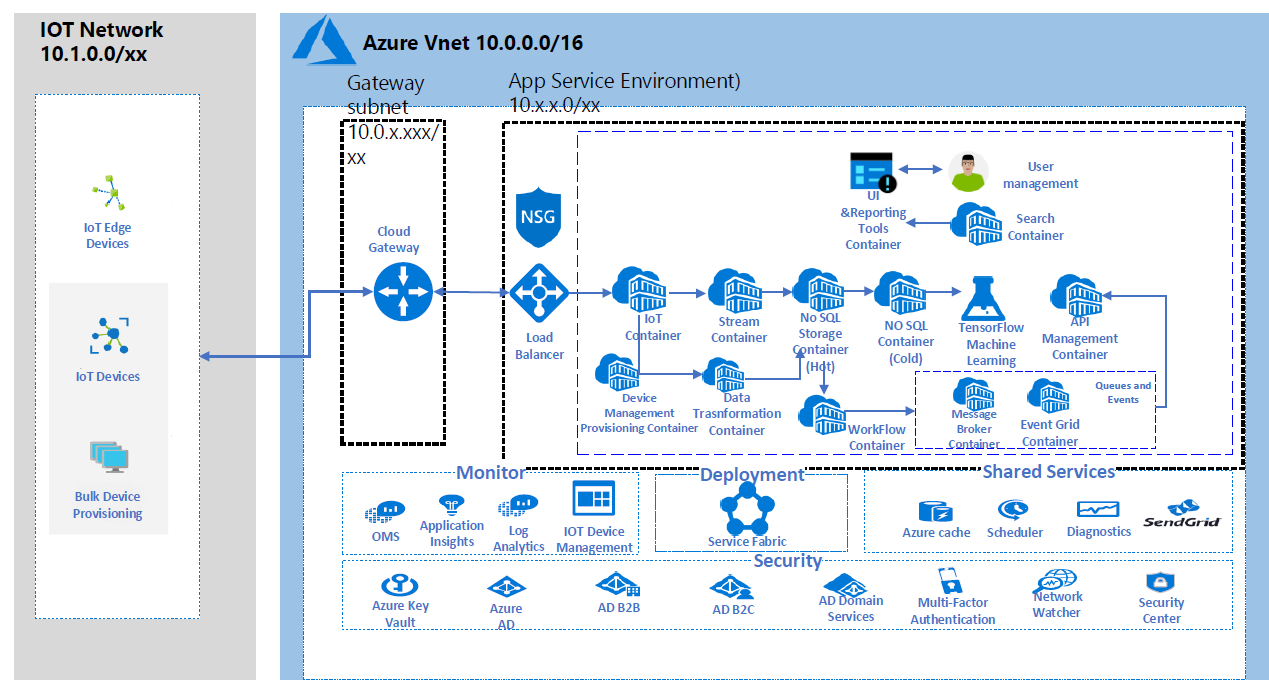 IOT Network
10.1.0.0/xx
IoT Edge
Devices
IoT Devices
Bulk Device
Provisioning
Azure Vnet 10.0.0.0/16
Gateway
subnet
10.0.x.xxx/
xx
Cloud
Gateway
App Service Environment)
10.x.x.0/xx
NSG
Load
Balancer
UI
&Reporting
Tools
Container
User
management
Search
Container
IoT
Container
Stream
Container
No SQL
Storage
Container
(Hot)
NO SQL
Container
(Cold)
TensorFlow
Machine
Learning
API
Management
Container
Device
Management
Provisioning Container
Data
Trasnformation
Container
WorkFlow
Container
Message
Broker
Container
Event Grid
Container
Queues and
Events
Monitor
OMS
Application
Insights
Log
Analytics
IOT Device
Management
Deployment
Service Fabric
Shared Services
Azure cache
Scheduler
Diagnostics
SendGrid
Security
Azure Key
Vault
Azure
AD
AD B2B
AD B2C
AD Domain
Services
Multi-Factor
Authentication
Network
Watcher
Security
Center